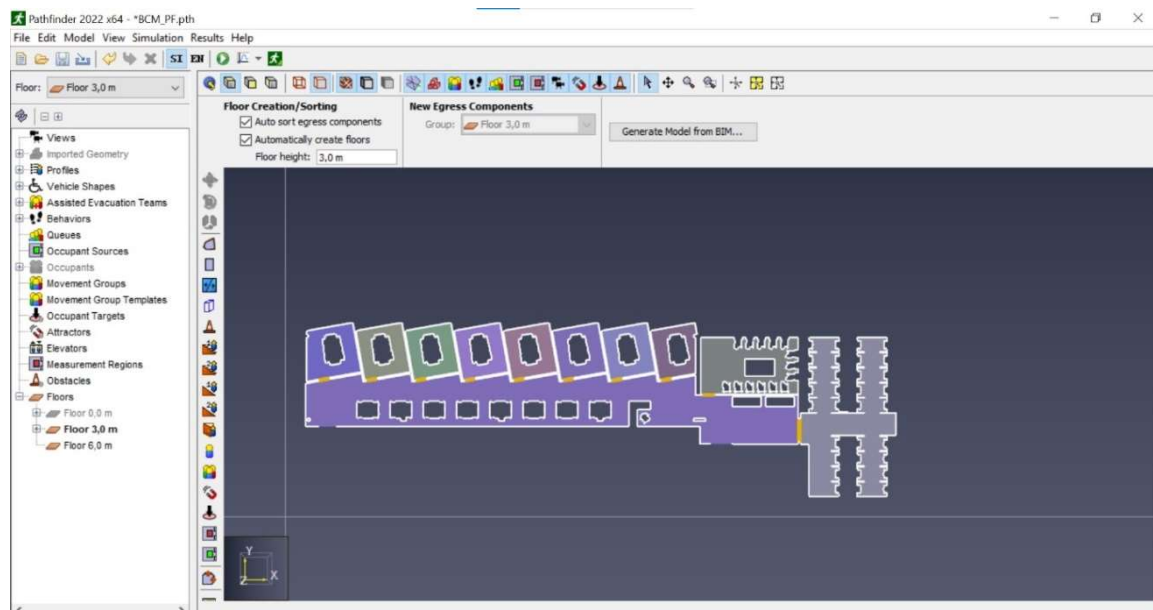 Pathfinder 2022 x64 - *BCM_PF.pth
File Edit Model View Simulation Results Help
SI EN
Floor: Floor 3,0 m
Floor Creation/Sorting
Auto sort egress components
Automatically create floors
Floor height: 3,0 m
New Egress Components
Group: Floor 3,0 m
Generate Model from BIM...
Views
Imported Geometry
Profiles
Vehicle Shapes
Assisted Evacuation Teams
Behaviors
Queues
Occupant Sources
Occupants
Movement Groups
Movement Group Templates
Occupant Targets
Attractors
Elevators
Measurement Regions
Obstacles
Floors
Floor 0,0 m
Floor 3,0 m
Floor 6,0 m
Y
Z X